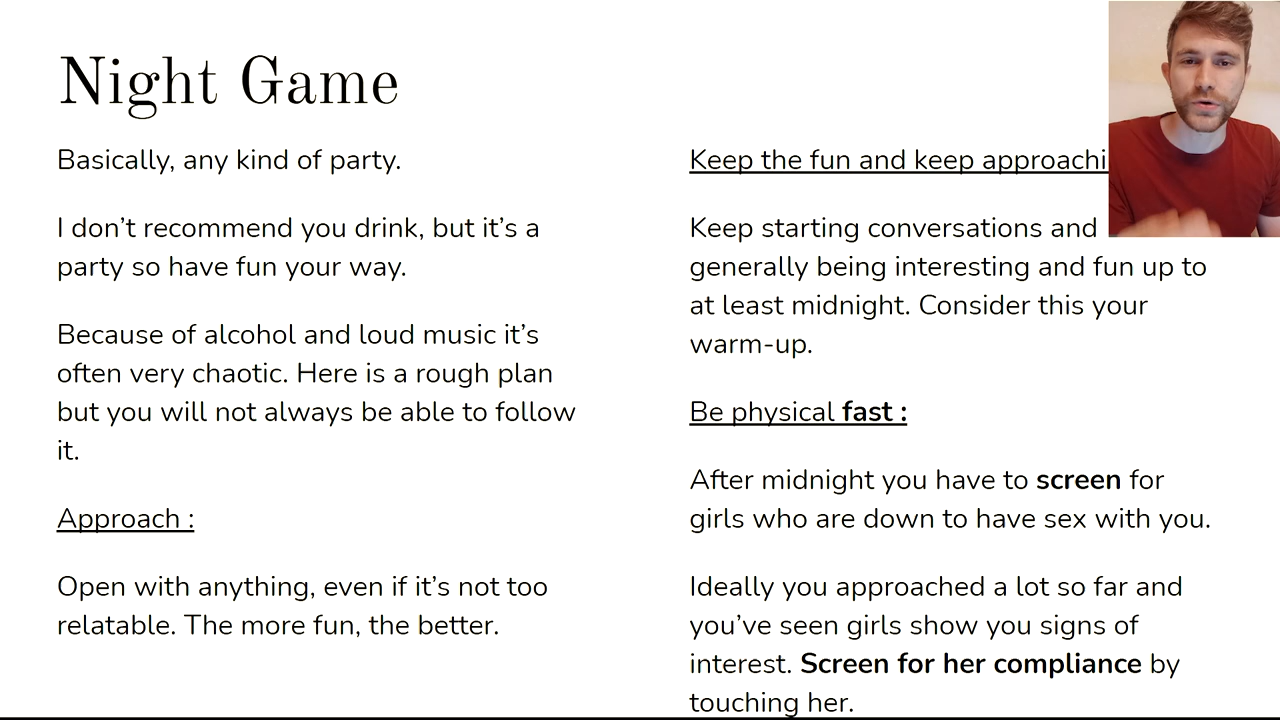 Night Game
Basically, any kind of party.
I don’t recommend you drink, but it’s a
party so have fun your way.
Because of alcohol and loud music it’s
often very chaotic. Here is a rough plan
but you will not always be able to follow
it.
Approach :
Open with anything, even if it’s not too
relatable. The more fun, the better.
Keep the fun and keep approachi
Keep starting conversations and
generally being interesting and fun up to
at least midnight. Consider this your
warm-up.
Be physical fast :
After midnight you have to screen for
girls who are down to have sex with you.
Ideally you approached a lot so far and
you’ve seen girls show you signs of
interest. Screen for her compliance by
touching her.